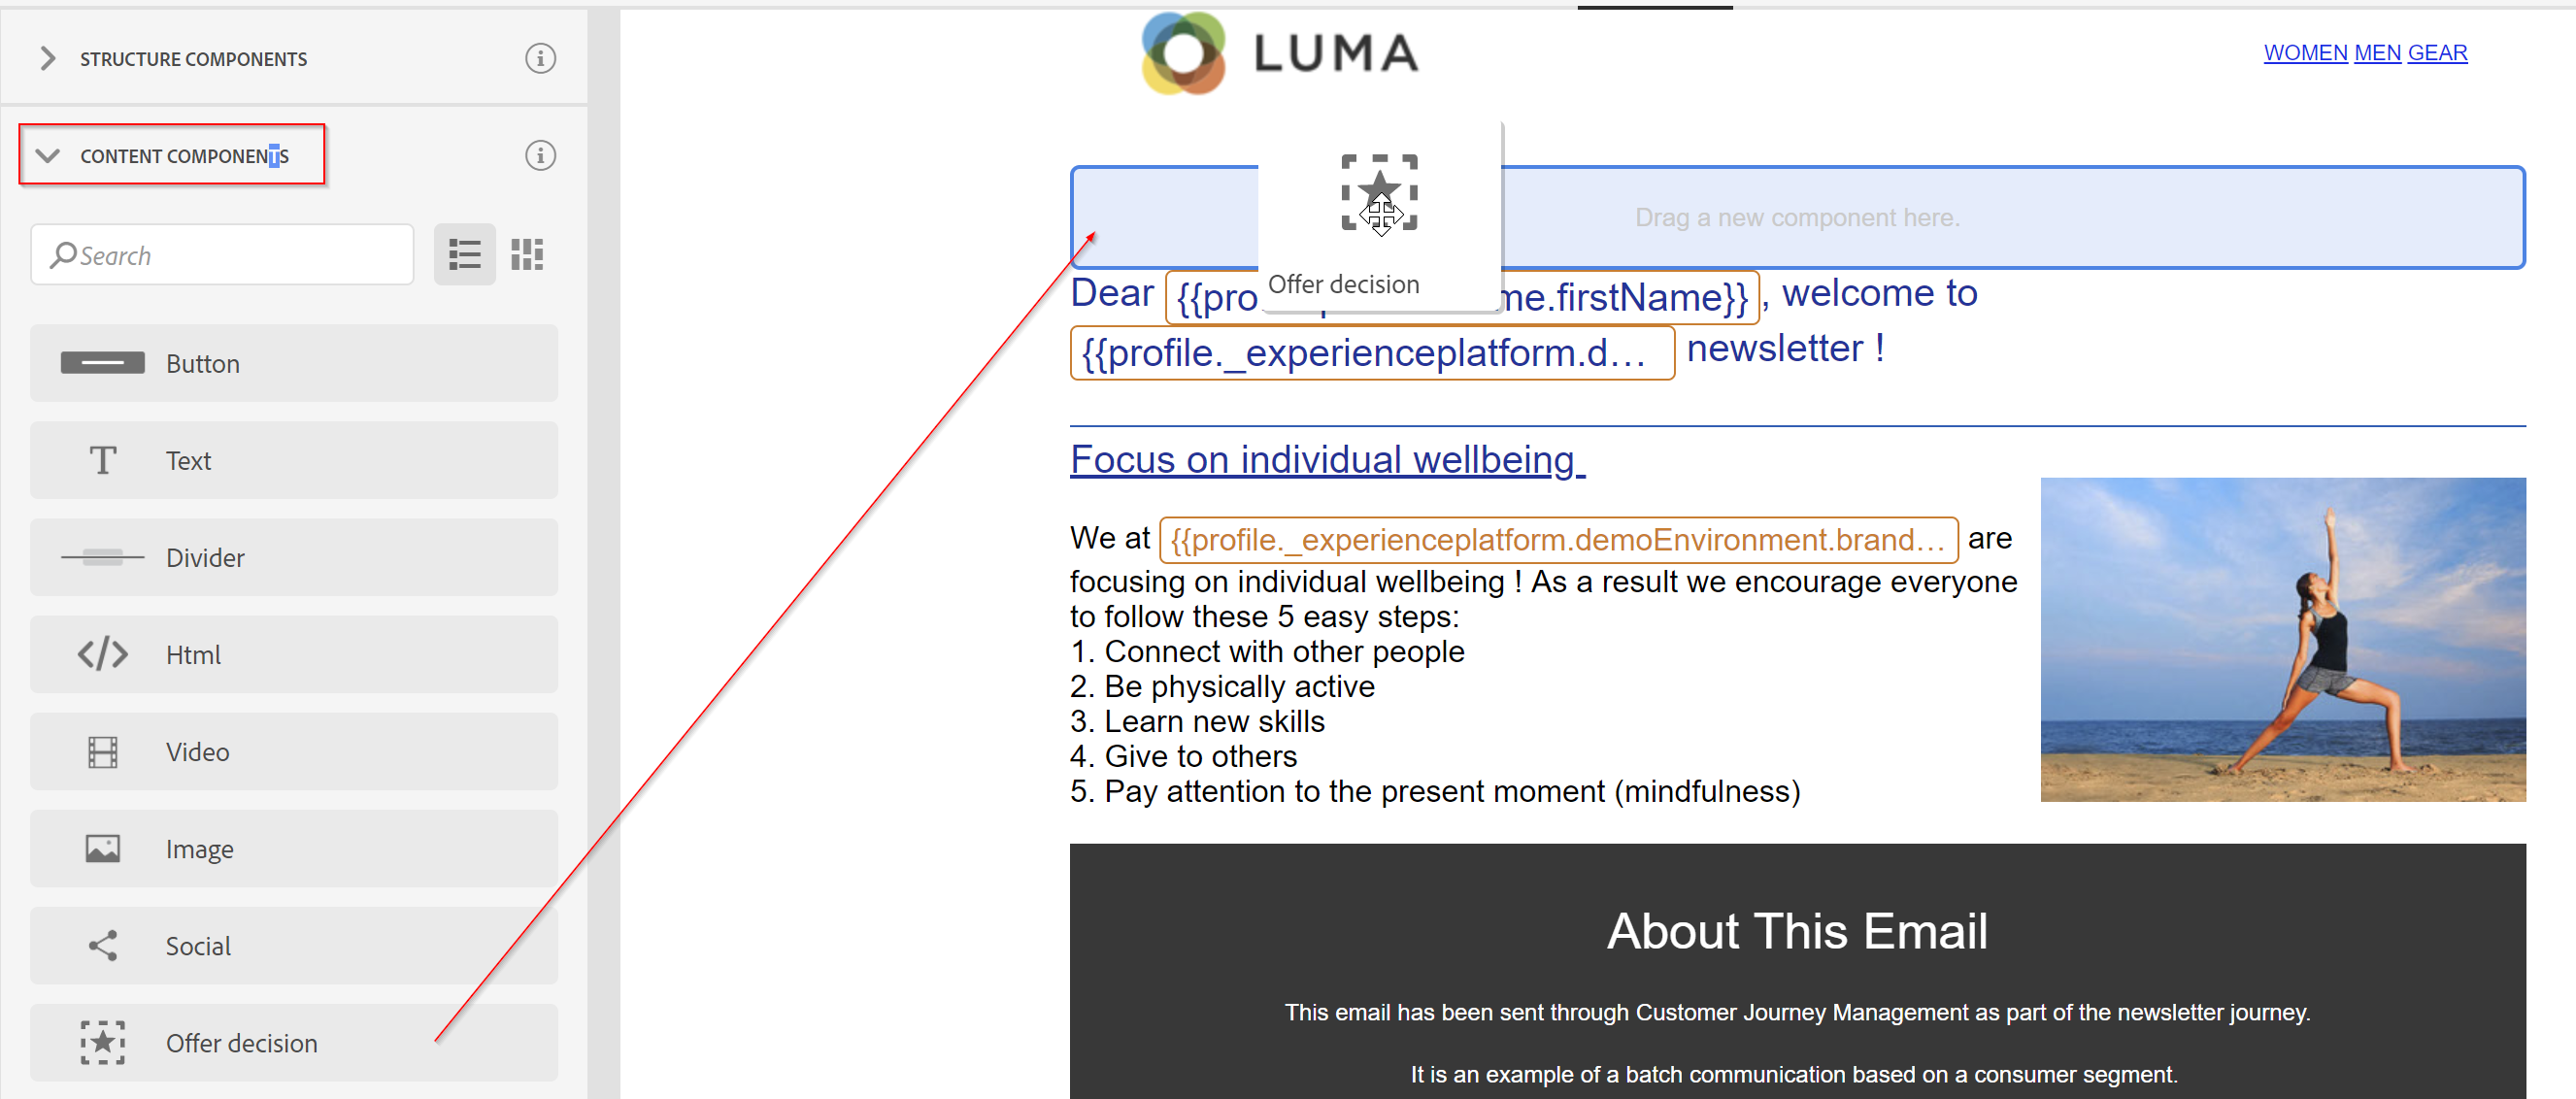 STRUCTURE COMPONENTS
CONTENT COMPONENTS
Search
Button
Text
Divider
Html
Video
Image
Social
Offer decision
LUMA
WOMEN MEN GEAR
Drag a new component here.
Offer decision
Dear {{pro me.firstName}} , welcome to
{{profile._experienceplatform.d… newsletter !
Focus on individual wellbeing
We at {{profile._experienceplatform.demoEnvironment.brand… are
focusing on individual wellbeing ! As a result we encourage everyone
to follow these 5 easy steps:
1. Connect with other people
2. Be physically active
3. Learn new skills
4. Give to others
5. Pay attention to the present moment (mindfulness)
About This Email
This email has been sent through Customer Journey Management as part of the newsletter journey.
It is an example of a batch communication based on a consumer segment.